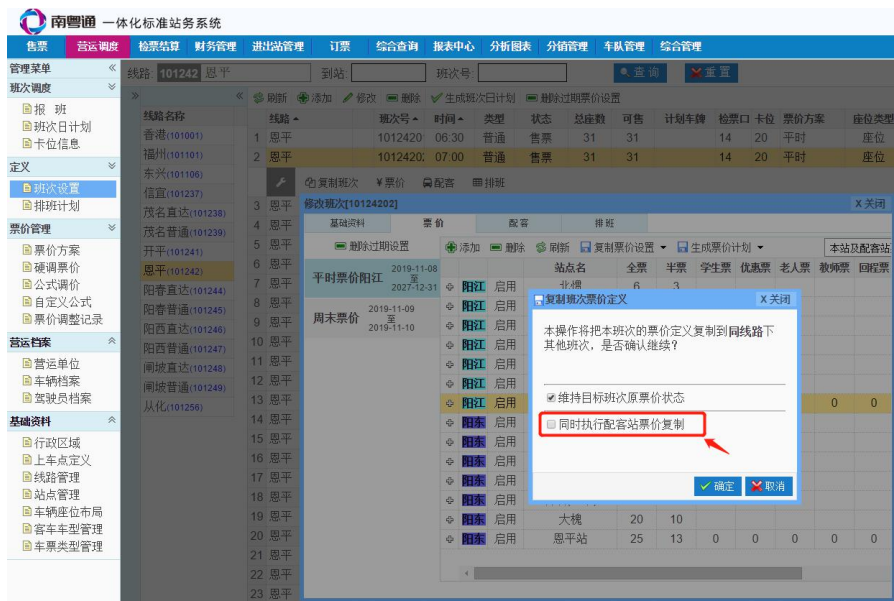 南粤通 一体化标准站务系统
售票 营运调度 检票结算 财务管理 进出站管理 订票 综合查询 报表中心 分析图表 分销管理 车队管理 综合管理
管理菜单
班次调度
报 班
班次日计划
卡位信息
定义
班次设置
排班计划
票价管理
票价方案
硬调票价
公式调价
自定义公式
票价调整记录
营运档案
营运单位
车辆档案
驾驶员档案
基础资料
行政区域
上车点定义
线路管理
站点管理
车辆座位布局
客车车型管理
车票类型管理
线路: 101242 恩平 到站: 班次号: 查询 重置
线路名称
香港(101001)
福州(101101)
东兴(101106)
信宜(101237)
茂名直达(101238)
茂名普通(101239)
开平(101241)
恩平(101242)
阳春直达(101244)
阳春普通(101245)
阳西直达(101246)
阳西普通(101247)
闸坡直达(101248)
闸坡普通(101249)
从化(101256)
刷新 添加 修改 删除 生成班次日计划 删除过期票价设置
线路 班次号 时间 类型 状态 总座数 可售 计划车牌 检票口 卡位 票价方案 座位类型
1 恩平 1012420 06:30 普通 售票 31 31 14 20 平时 座位
2 恩平 1012420 07:00 普通 售票 31 31 14 20 平时 座位
复制班次 ¥票价 配客 排班
3 恩平
4 恩平
5 恩平
6 恩平
7 恩平
8 恩平
9 恩平
10 恩平
11 恩平
12 恩平
13 恩平
14 恩平
15 恩平
16 恩平
17 恩平
18 恩平
19 恩平
20 恩平
21 恩平
22 恩平
23 恩平
修改班次[10124202] X关闭
基础资料 票价 配客 排班
删除过期设置
平时票价阳江 2019-11-08
至
2027-12-31
周末票价 2019-11-09
至
2019-11-10
添加 删除 刷新 复制票价设置 生成票价计划 本站及配客站
站点名 全票 半票 学生票 优惠票 老人票 教师票 回程票
阳江 启用 北惯 6 3
阳江 启用
阳江 启用
阳江 启用
阳江 启用
阳江 启用
阳江 启用 0 0
阳东 启用
阳东 启用
阳东 启用
阳东 启用
阳东 启用
阳东 启用 大槐 20 10
阳东 启用 恩平站 25 13 0 0 0 0 0
复制班次票价定义 X关闭
本操作将把本班次的票价定义复制到同线路下
其他班次，是否确认继续？
维持目标班次原票价状态
同时执行配客站票价复制
确定 取消